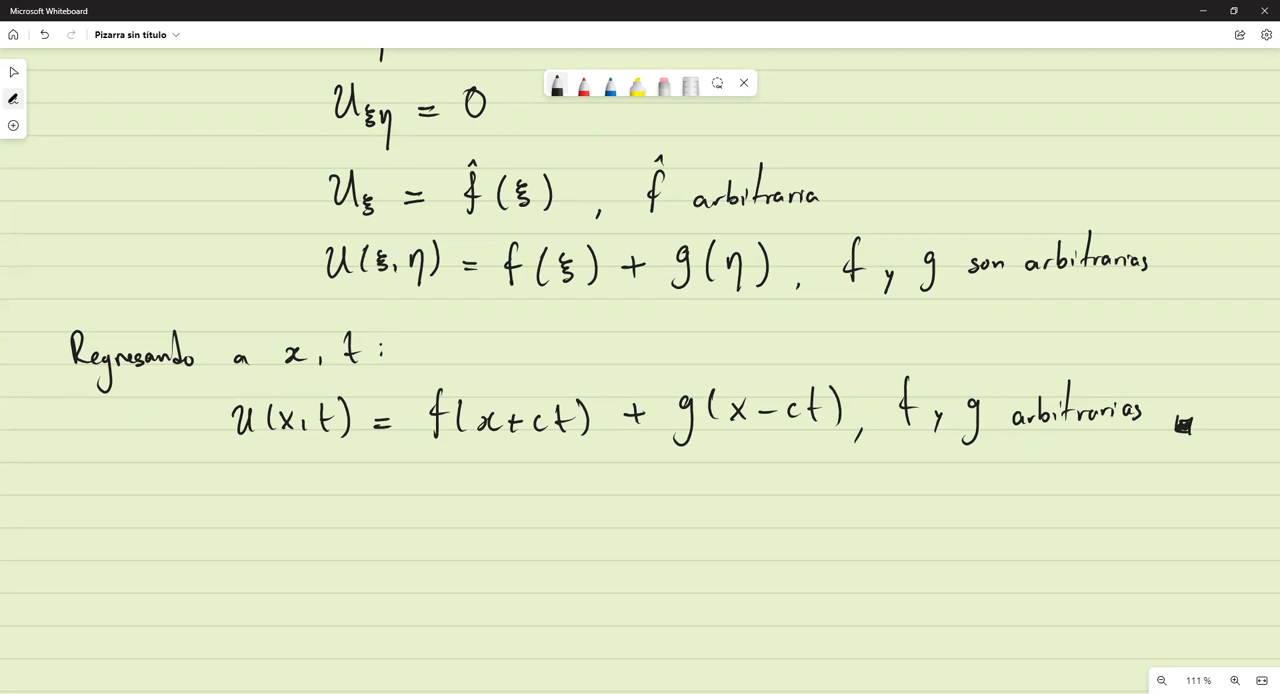 Microsoft Whiteboard
Pizarra sin título
u_ξη = 0
u_ξ = f̂(ξ), f̂ arbitraria
u(ξ, η) = f(ξ) + g(η), f y g son arbitrarias
Regresando a x, t:
u(x, t) = f(x+ct) + g(x-ct), f y g arbitrarias
111 %